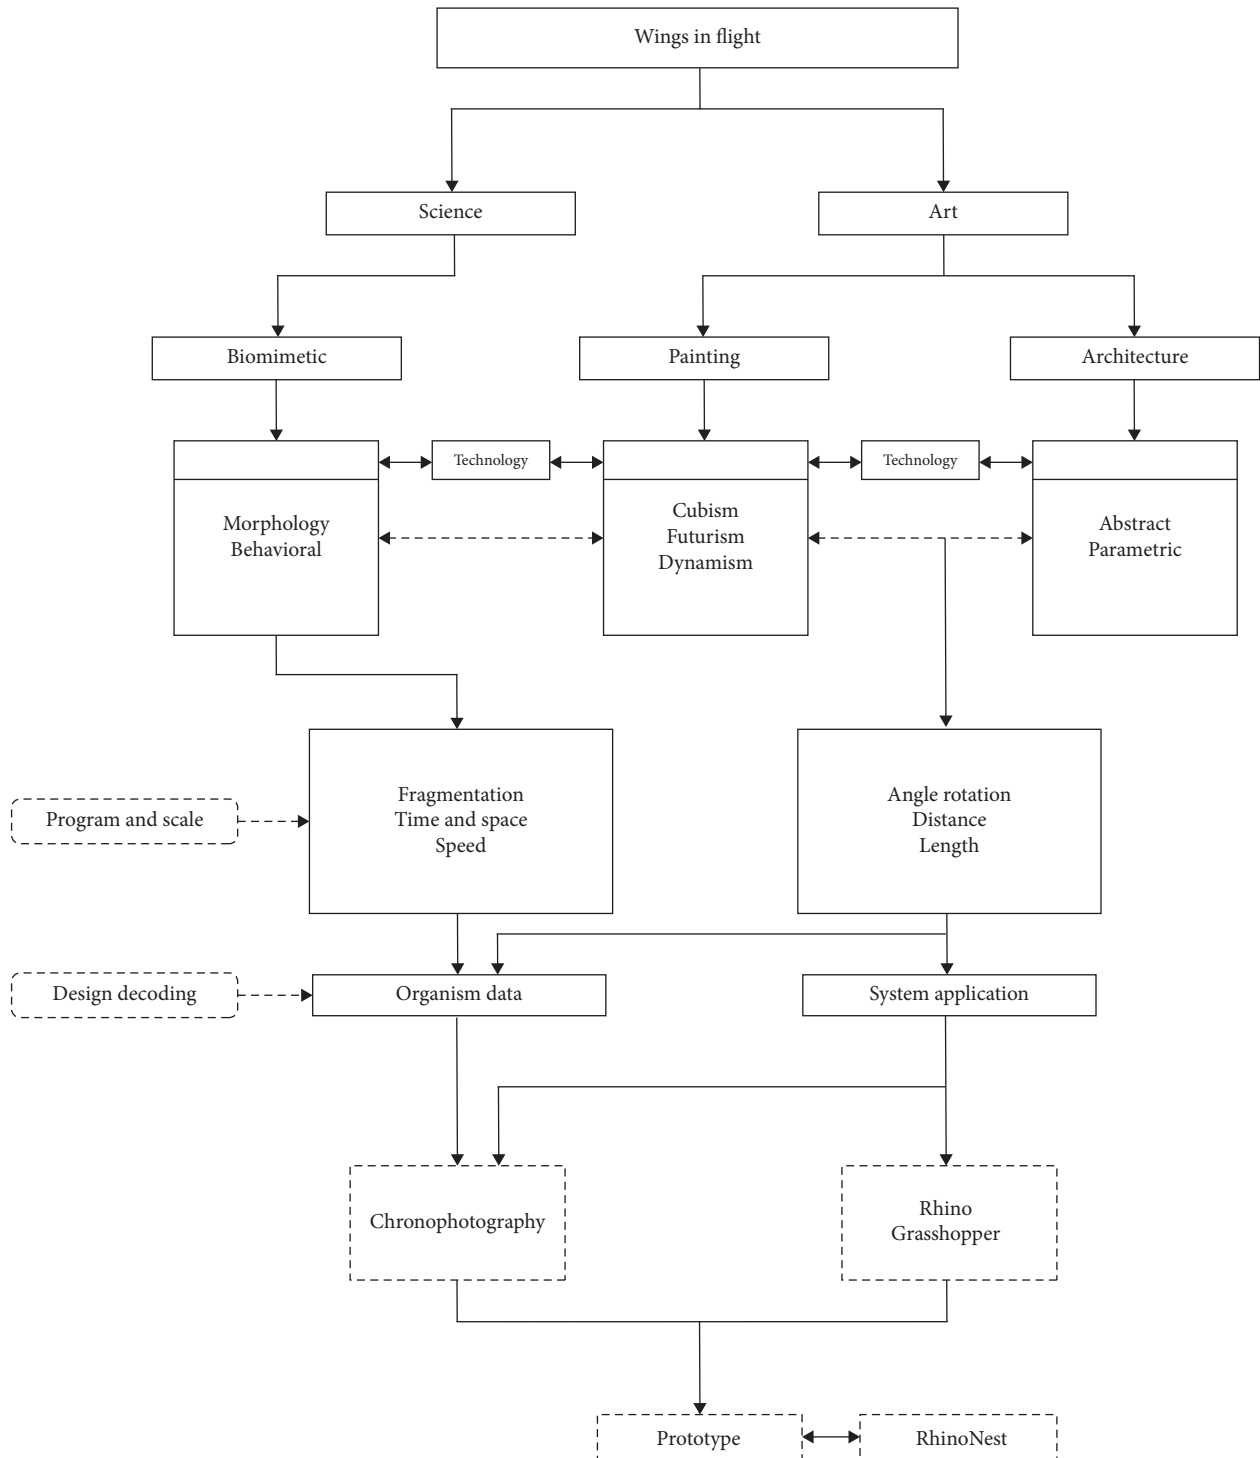 Wings in flight
Science
Art
Biomimetic
Painting
Architecture
Technology
Technology
Morphology
Behavioral
Cubism
Futurism
Dynamism
Abstract
Parametric
Program and scale
Fragmentation
Time and space
Speed
Angle rotation
Distance
Length
Design decoding
Organism data
System application
Chronophotography
Rhino
Grasshopper
Prototype
RhinoNest